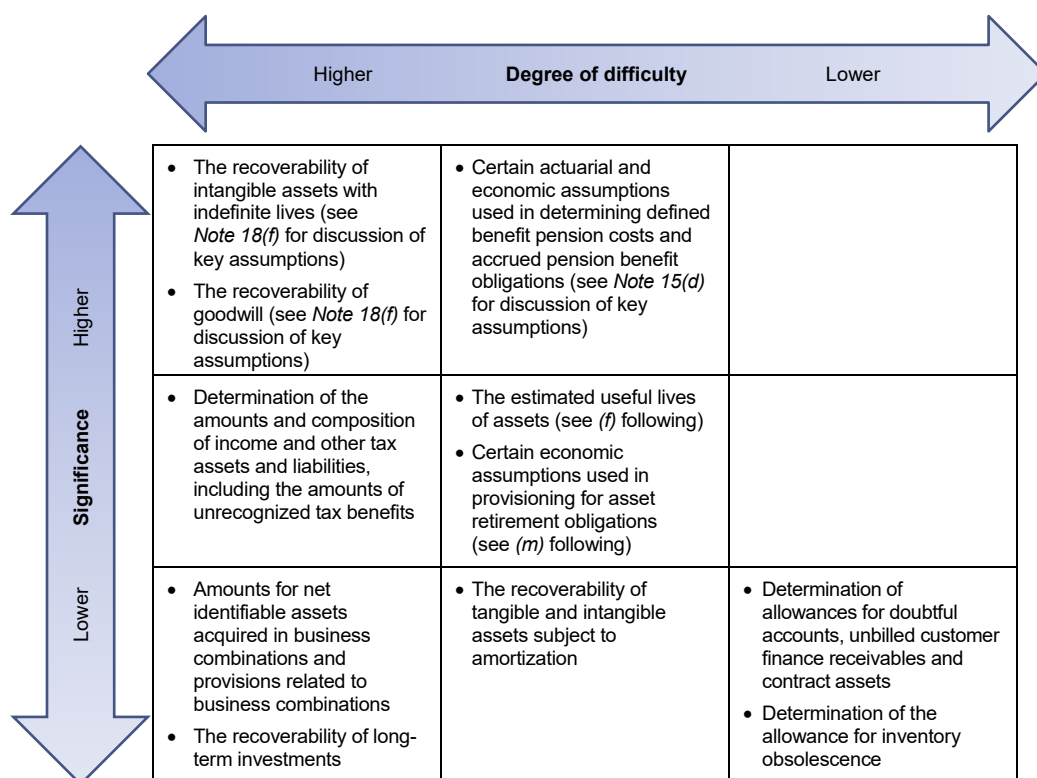 Higher Degree of difficulty Lower
Higher
Significance
Lower
• The recoverability of
intangible assets with
indefinite lives (see
Note 18(f) for discussion of
key assumptions)
• The recoverability of
goodwill (see Note 18(f) for
discussion of key
assumptions)
• Certain actuarial and
economic assumptions
used in determining defined
benefit pension costs and
accrued pension benefit
obligations (see Note 15(d)
for discussion of key
assumptions)
• Determination of the
amounts and composition
of income and other tax
assets and liabilities,
including the amounts of
unrecognized tax benefits
• The estimated useful lives
of assets (see (f) following)
• Certain economic
assumptions used in
provisioning for asset
retirement obligations
(see (m) following)
• Amounts for net
identifiable assets
acquired in business
combinations and
provisions related to
business combinations
• The recoverability of long-
term investments
• The recoverability of
tangible and intangible
assets subject to
amortization
• Determination of
allowances for doubtful
accounts, unbilled customer
finance receivables and
contract assets
• Determination of the
allowance for inventory
obsolescence